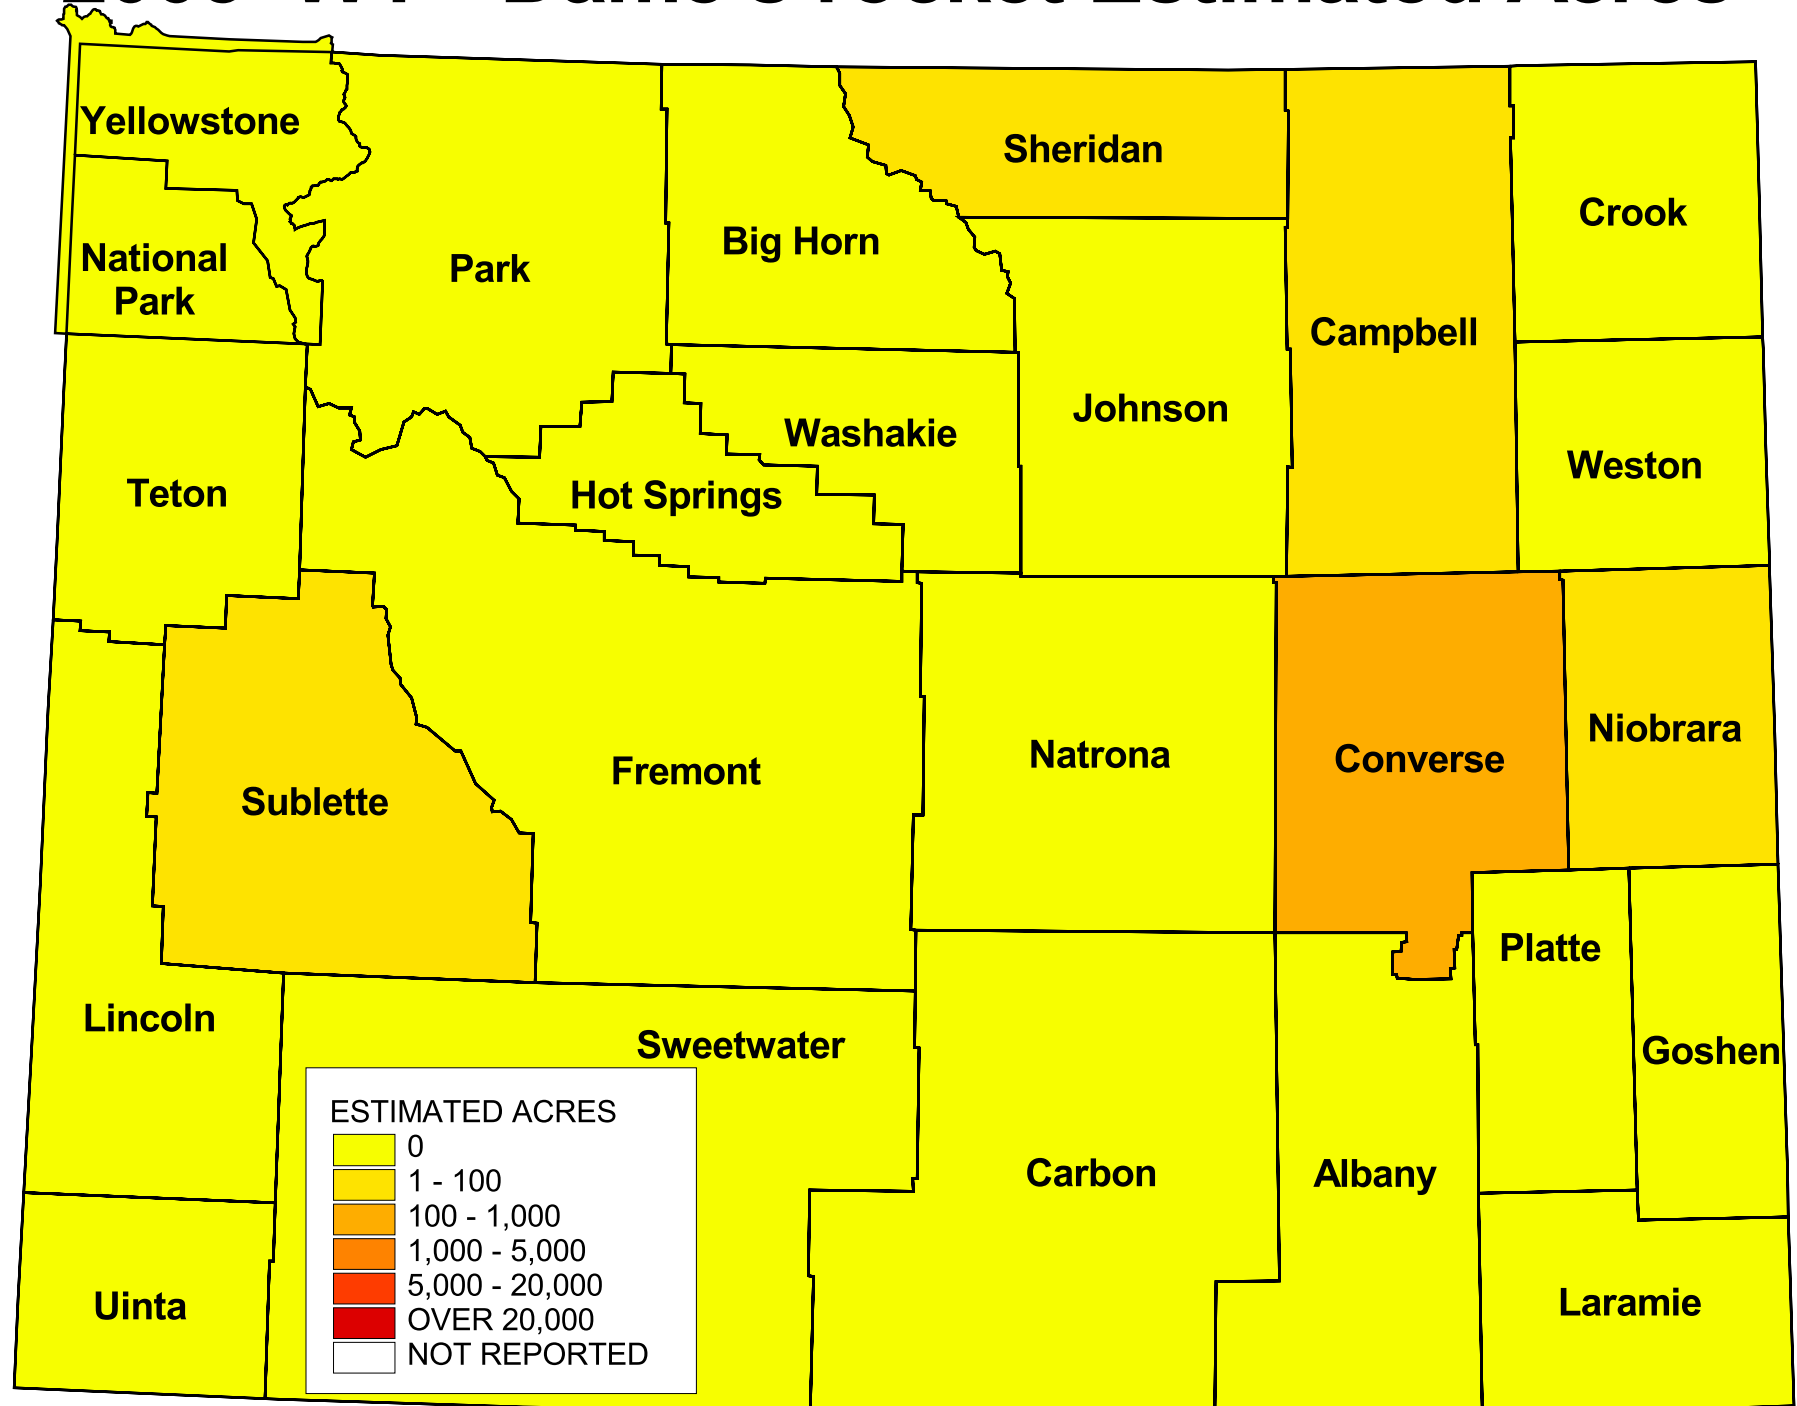 Yellowstone
National
Park
Park
Big Horn
Sheridan
Campbell
Crook
Johnson
Washakie
Hot Springs
Weston
Teton
Sublette
Fremont
Natrona
Converse
Niobrara
Platte
Goshen
Lincoln
Sweetwater
Carbon
Albany
Laramie
Uinta
ESTIMATED ACRES
0
1 - 100
100 - 1,000
1,000 - 5,000
5,000 - 20,000
OVER 20,000
NOT REPORTED